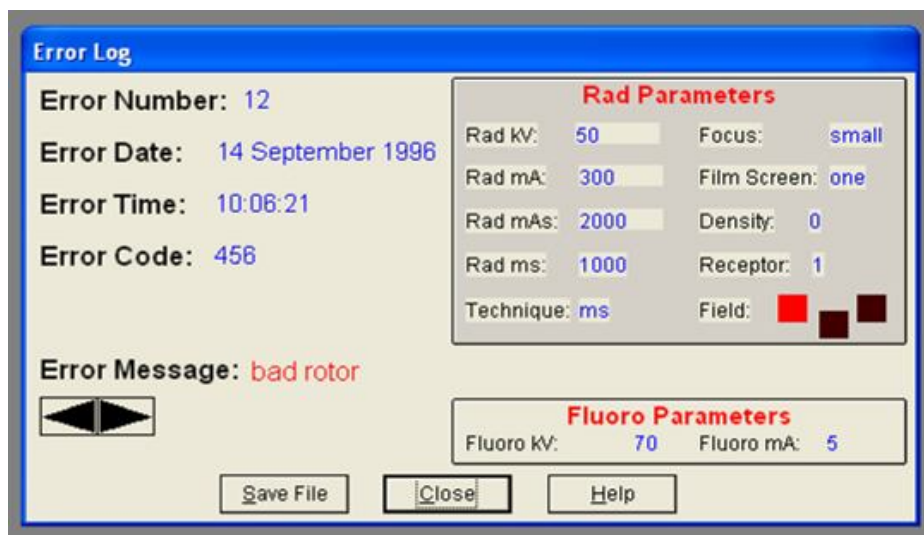 Error Log
Error Number: 12
Error Date: 14 September 1996
Error Time: 10:06:21
Error Code: 456
Error Message: bad rotor
Rad Parameters
Rad kV: 50 Focus: small
Rad mA: 300 Film Screen: one
Rad mAs: 2000 Density: 0
Rad ms: 1000 Receptor: 1
Technique: ms Field:
Fluoro Parameters
Fluoro kV: 70 Fluoro mA: 5
Save File Close Help